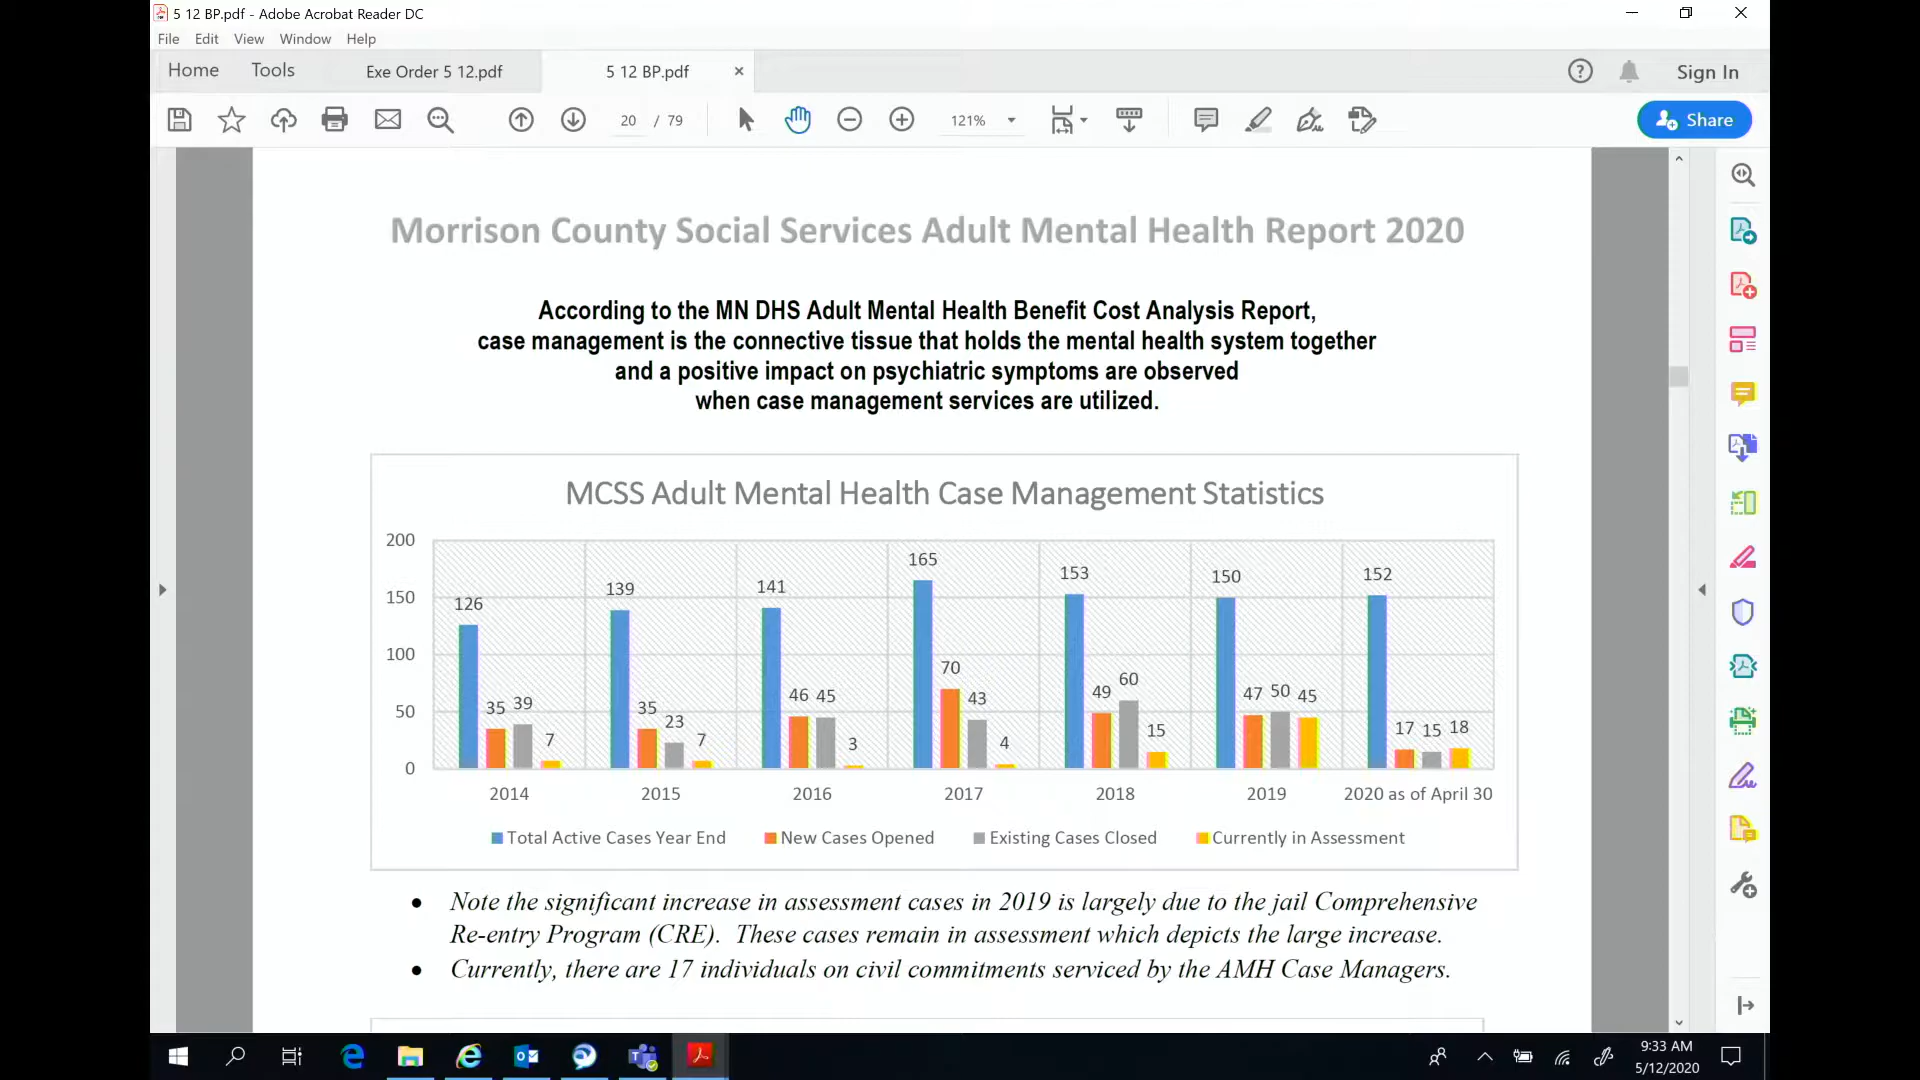 5 12 BP.pdf - Adobe Acrobat Reader DC
File Edit View Window Help
Home Tools Exe Order 5 12.pdf 5 12 BP.pdf Sign In
20 / 79 121% Share
Morrison County Social Services Adult Mental Health Report 2020
According to the MN DHS Adult Mental Health Benefit Cost Analysis Report,
case management is the connective tissue that holds the mental health system together
and a positive impact on psychiatric symptoms are observed
when case management services are utilized.
MCSS Adult Mental Health Case Management Statistics
200
150
100
50
0
126 35 39 7
139 35 23 7
141 46 45 3
165 70 43 4
153 49 60 15
150 47 50 45
152 17 15 18
2014 2015 2016 2017 2018 2019 2020 as of April 30
Total Active Cases Year End New Cases Opened Existing Cases Closed Currently in Assessment
• Note the significant increase in assessment cases in 2019 is largely due to the jail Comprehensive
Re-entry Program (CRE). These cases remain in assessment which depicts the large increase.
• Currently, there are 17 individuals on civil commitments serviced by the AMH Case Managers.
9:33 AM
5/12/2020